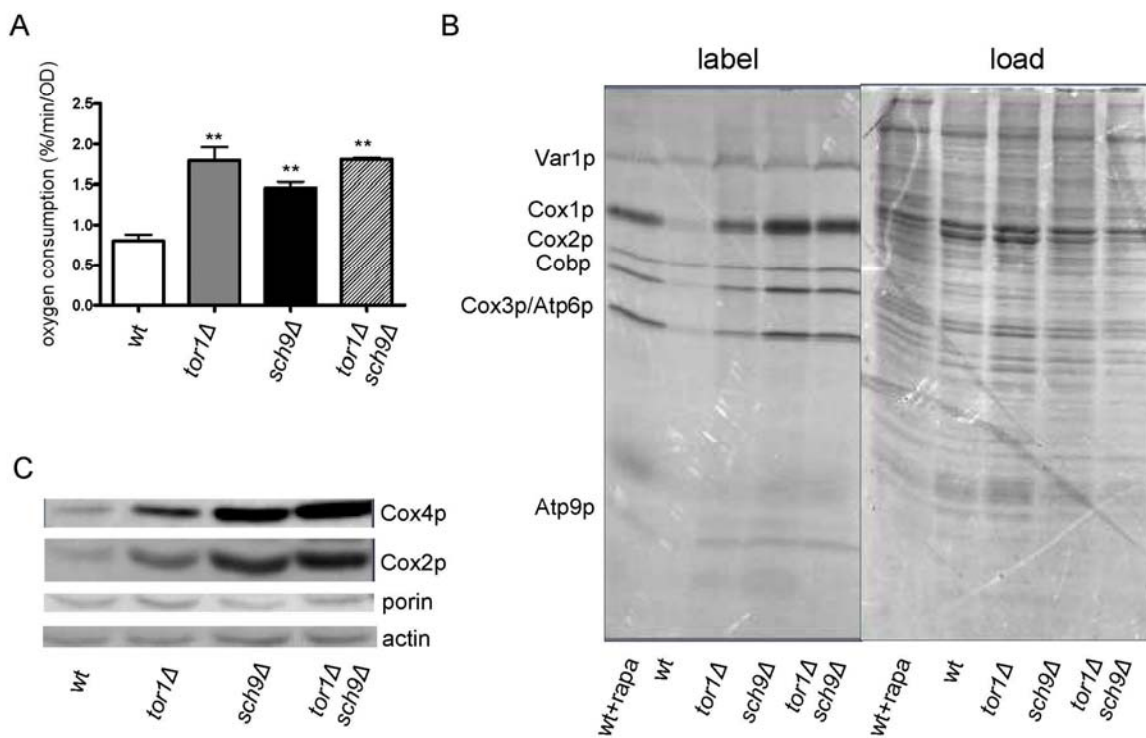 A
oxygen consumption (%/min/OD)
2.5
2.0
1.5
1.0
0.5
0.0
**
**
**
wt
tor1Δ
sch9Δ
tor1Δ
sch9Δ
B
label
load
Var1p
Cox1p
Cox2p
Cobp
Cox3p/Atp6p
Atp9p
wt+rapa
wt
tor1Δ
sch9Δ
tor1Δ
sch9Δ
wt+rapa
wt
tor1Δ
sch9Δ
tor1Δ
sch9Δ
C
Cox4p
Cox2p
porin
actin
wt
tor1Δ
sch9Δ
tor1Δ
sch9Δ